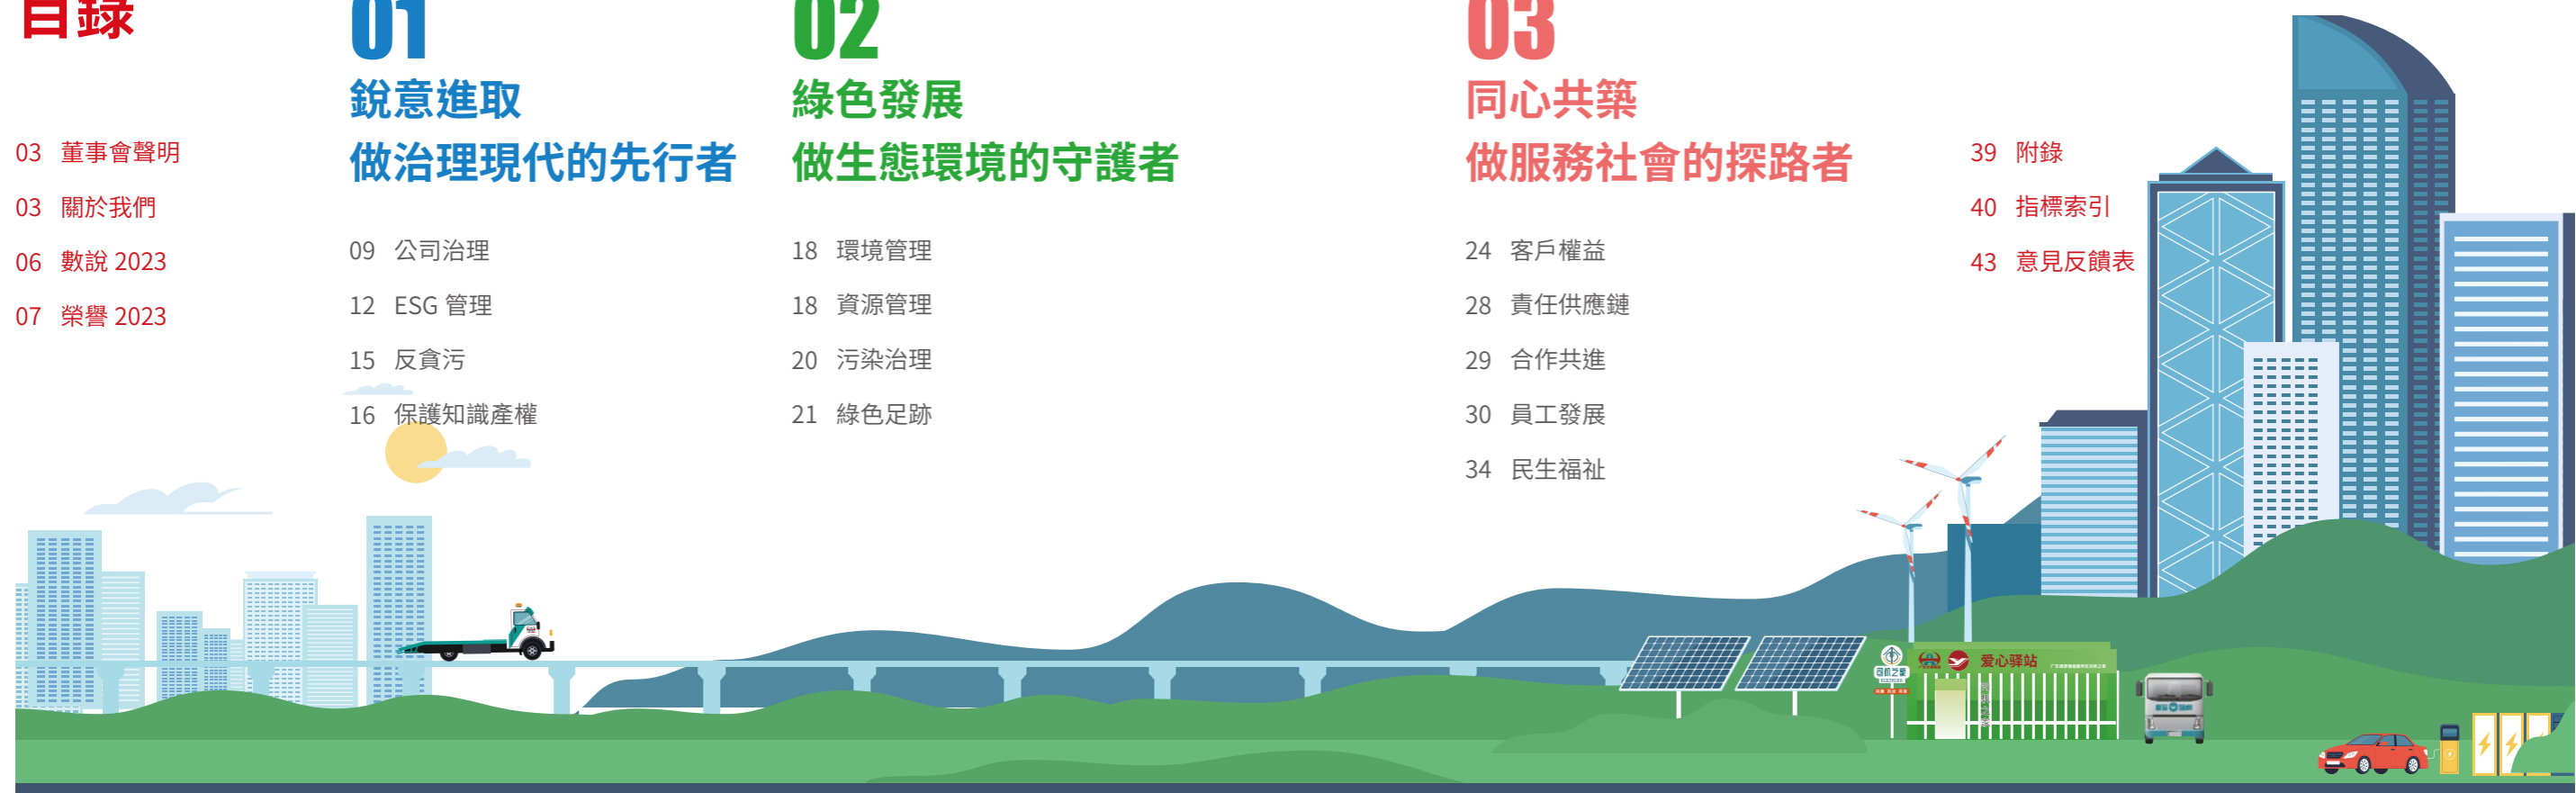 目錄
03 董事會聲明
03 關於我們
06 數說 2023
07 榮譽 2023
01
銳意進取
做治理現代的先行者
09 公司治理
12 ESG 管理
15 反貪污
16 保護知識產權
02
綠色發展
做生態環境的守護者
18 環境管理
18 資源管理
20 污染治理
21 綠色足跡
03
同心共築
做服務社會的探路者
24 客戶權益
28 責任供應鏈
29 合作共進
30 員工發展
34 民生福祉
39 附錄
40 指標索引
43 意見反饋表
司机之家
爱心驿站